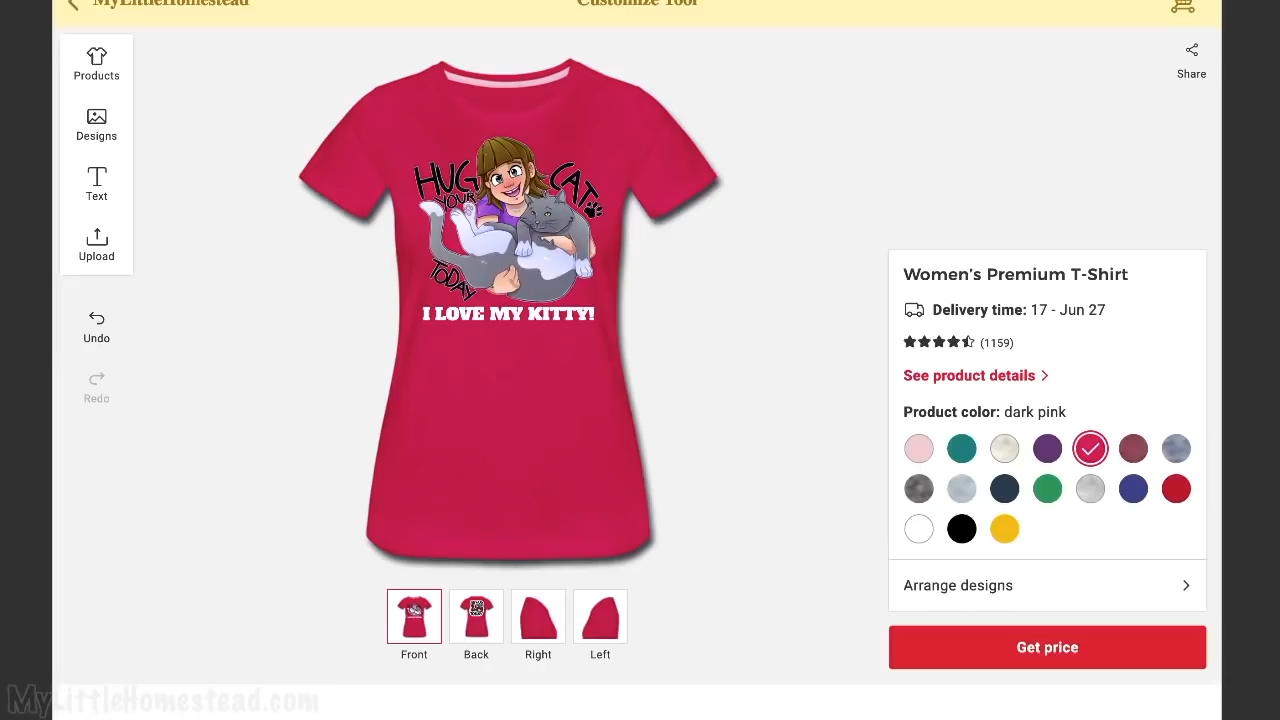 MyLittleHomestead
Customize Tool
Products
Designs
Text
Upload
Undo
Redo
Share
HUG
YOUR
CAT
TODAY
I LOVE MY KITTY!
Front
Back
Right
Left
Women's Premium T-Shirt
Delivery time: 17 - Jun 27
(1159)
See product details
Product color: dark pink
Arrange designs
Get price
MyLittleHomestead.com